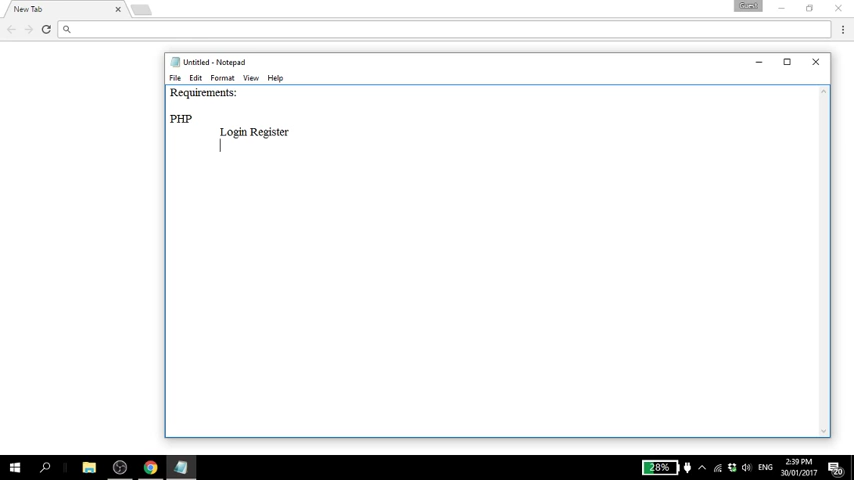 New Tab
Guest
Untitled - Notepad
File Edit Format View Help
Requirements:
PHP
Login Register
28%
ENG
2:39 PM
30/01/2017
20